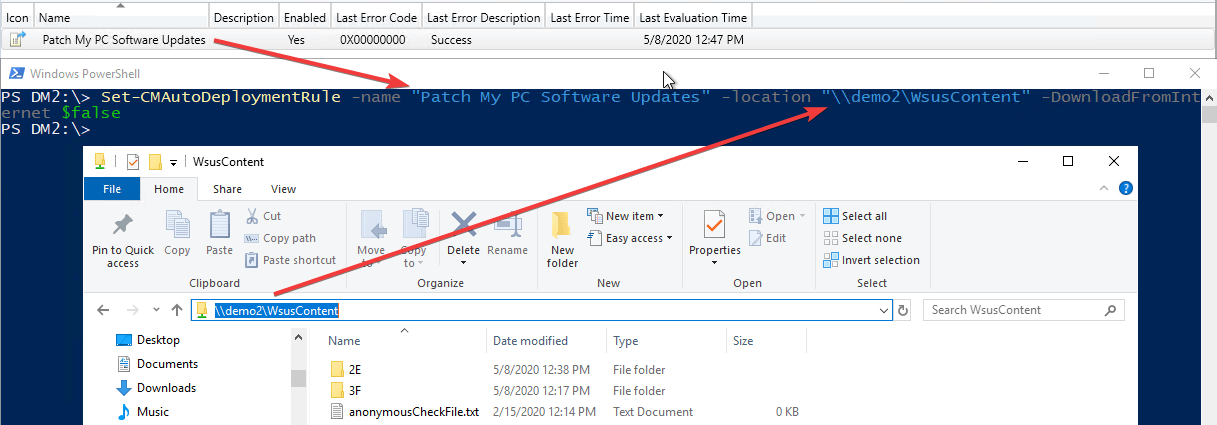 Icon Name Description Enabled Last Error Code Last Error Description Last Error Time Last Evaluation Time
Patch My PC Software Updates Yes 0X00000000 Success 5/8/2020 12:47 PM
Windows PowerShell
PS DM2:\> Set-CMAutoDeploymentRule -name "Patch My PC Software Updates" -location "\\demo2\WsusContent" -DownloadFromInt
ernet $false
PS DM2:\>
WsusContent
File Home Share View
Pin to Quick access
Copy
Paste
Cut
Copy path
Paste shortcut
Clipboard
Move to
Copy to
Delete
Rename
Organize
New folder
New item
Easy access
New
Properties
Open
Edit
Open
Select all
Select none
Invert selection
Select
\\demo2\WsusContent
Search WsusContent
Desktop
Documents
Downloads
Music
Name Date modified Type Size
2E 5/8/2020 12:38 PM File folder
3F 5/8/2020 12:17 PM File folder
anonymousCheckFile.txt 2/15/2020 12:14 PM Text Document 0 KB